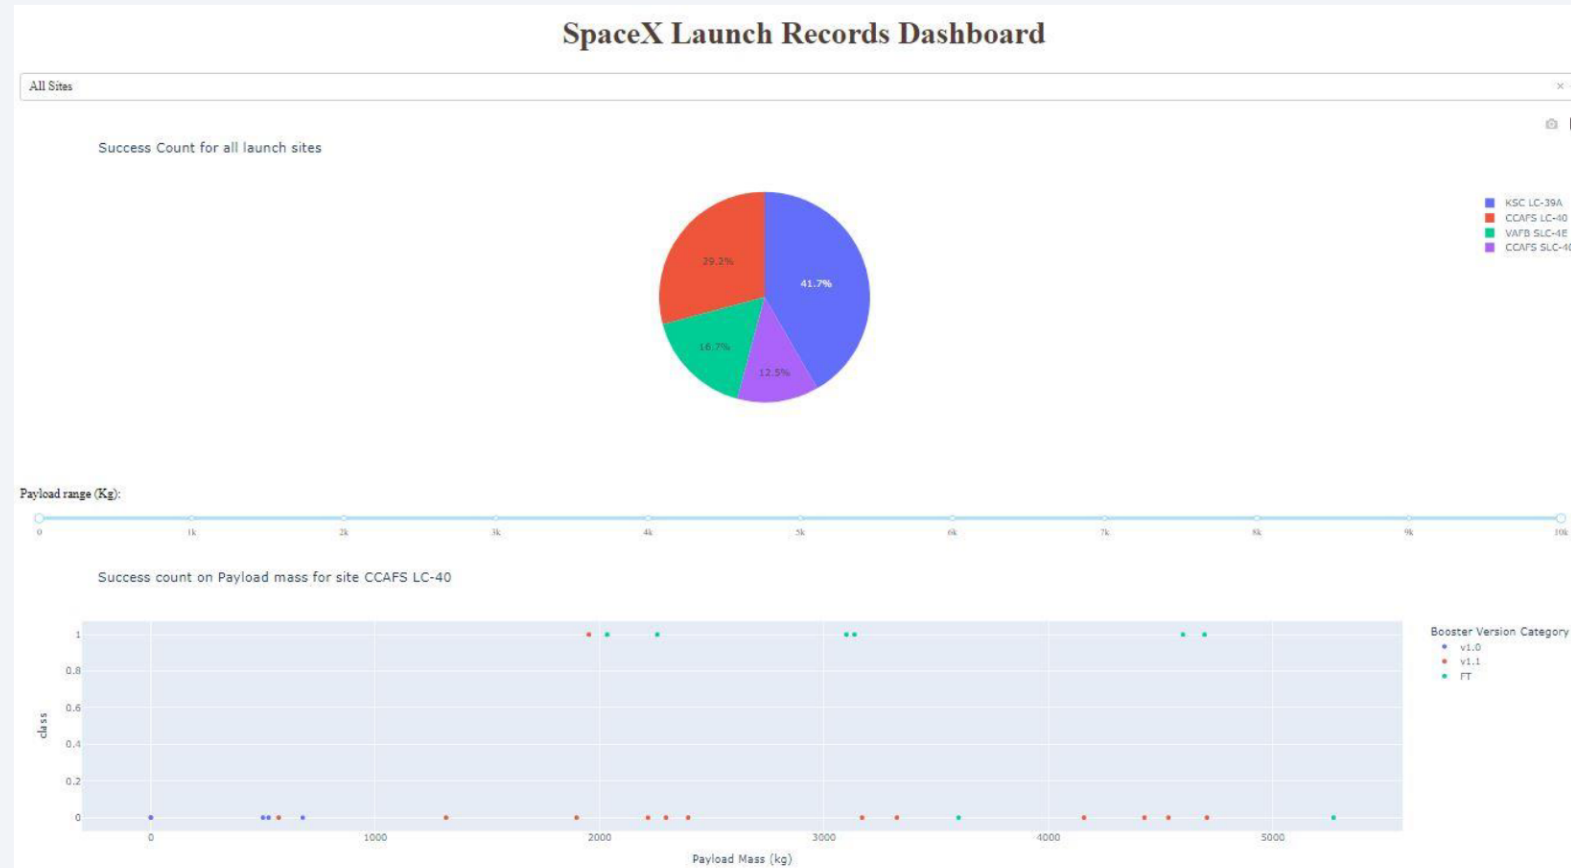 SpaceX Launch Records Dashboard
All Sites
×
Success Count for all launch sites
KSC LC-39A
CCAFS LC-40
VAFB SLC-4E
CCAFS SLC-40
29.2%
41.7%
16.7%
12.5%
Payload range (Kg):
0 1k 2k 3k 4k 5k 6k 7k 8k 9k 10k
Success count on Payload mass for site CCAFS LC-40
Booster Version Category
v1.0
v1.1
FT
class
1
0.8
0.6
0.4
0.2
0
0 1000 2000 3000 4000 5000
Payload Mass (kg)